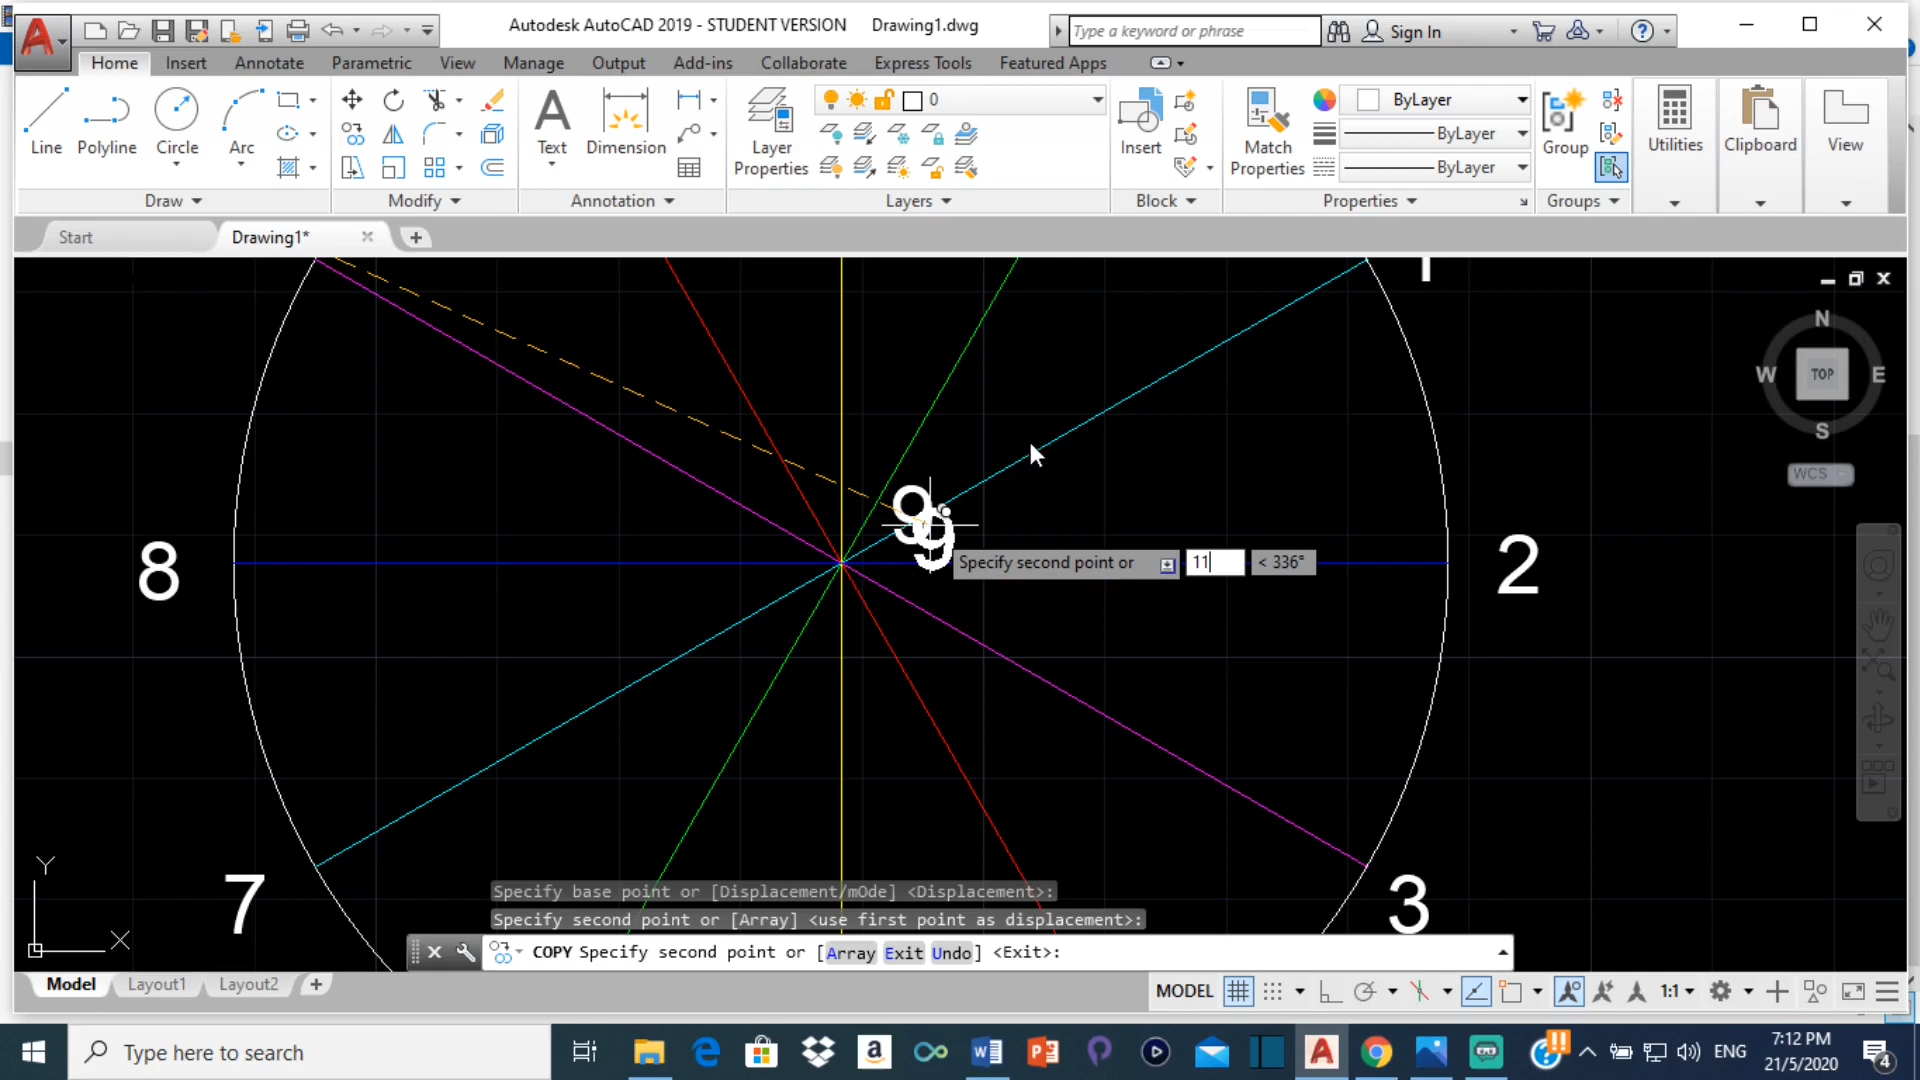 Autodesk AutoCAD 2019 - STUDENT VERSION Drawing1.dwg
Type a keyword or phrase
Sign In
Home Insert Annotate Parametric View Manage Output Add-ins Collaborate Express Tools Featured Apps
0
ByLayer
ByLayer
ByLayer
Line Polyline Circle Arc
Text Dimension
Layer Properties
Insert
Match Properties
Group
Utilities
Clipboard
View
Draw Modify Annotation Layers Block Properties Groups
Start Drawing1*
1
N
W TOP E
S
WCS
9
9
Specify second point or 11 < 336°
8
2
7
3
Y
X
Specify base point or [Displacement/mOde] <Displacement>:
Specify second point or [Array] <use first point as displacement>:
COPY Specify second point or [Array Exit Undo] <Exit>:
Model Layout1 Layout2
MODEL 1:1
Type here to search
ENG
7:12 PM
21/5/2020
4